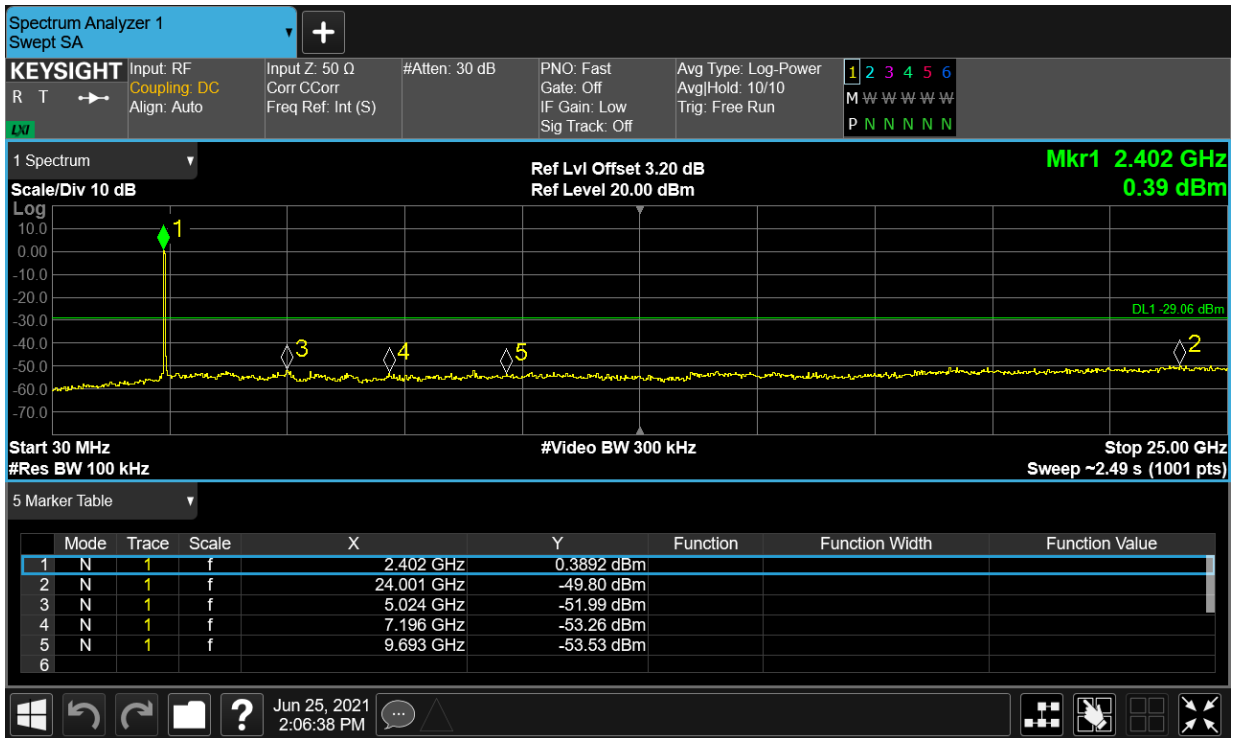 Spectrum Analyzer 1
Swept SA
KEYSIGHT
R T
LXI
Input: RF
Coupling: DC
Align: Auto
Input Z: 50 Ω
Corr CCorr
Freq Ref: Int (S)
#Atten: 30 dB
PNO: Fast
Gate: Off
IF Gain: Low
Sig Track: Off
Avg Type: Log-Power
Avg|Hold: 10/10
Trig: Free Run
1 2 3 4 5 6
M W W W W W
P N N N N N
1 Spectrum
Scale/Div 10 dB
Ref Lvl Offset 3.20 dB
Ref Level 20.00 dBm
Mkr1 2.402 GHz
0.39 dBm
Log
10.0
0.00
-10.0
-20.0
-30.0
-40.0
-50.0
-60.0
-70.0
1
3
4
5
2
DL1 -29.06 dBm
Start 30 MHz
#Video BW 300 kHz
Stop 25.00 GHz
#Res BW 100 kHz
Sweep ~2.49 s (1001 pts)
5 Marker Table
Mode Trace Scale X Y Function Function Width Function Value
1 N 1 f 2.402 GHz 0.3892 dBm
2 N 1 f 24.001 GHz -49.80 dBm
3 N 1 f 5.024 GHz -51.99 dBm
4 N 1 f 7.196 GHz -53.26 dBm
5 N 1 f 9.693 GHz -53.53 dBm
6
?
Jun 25, 2021
2:06:38 PM